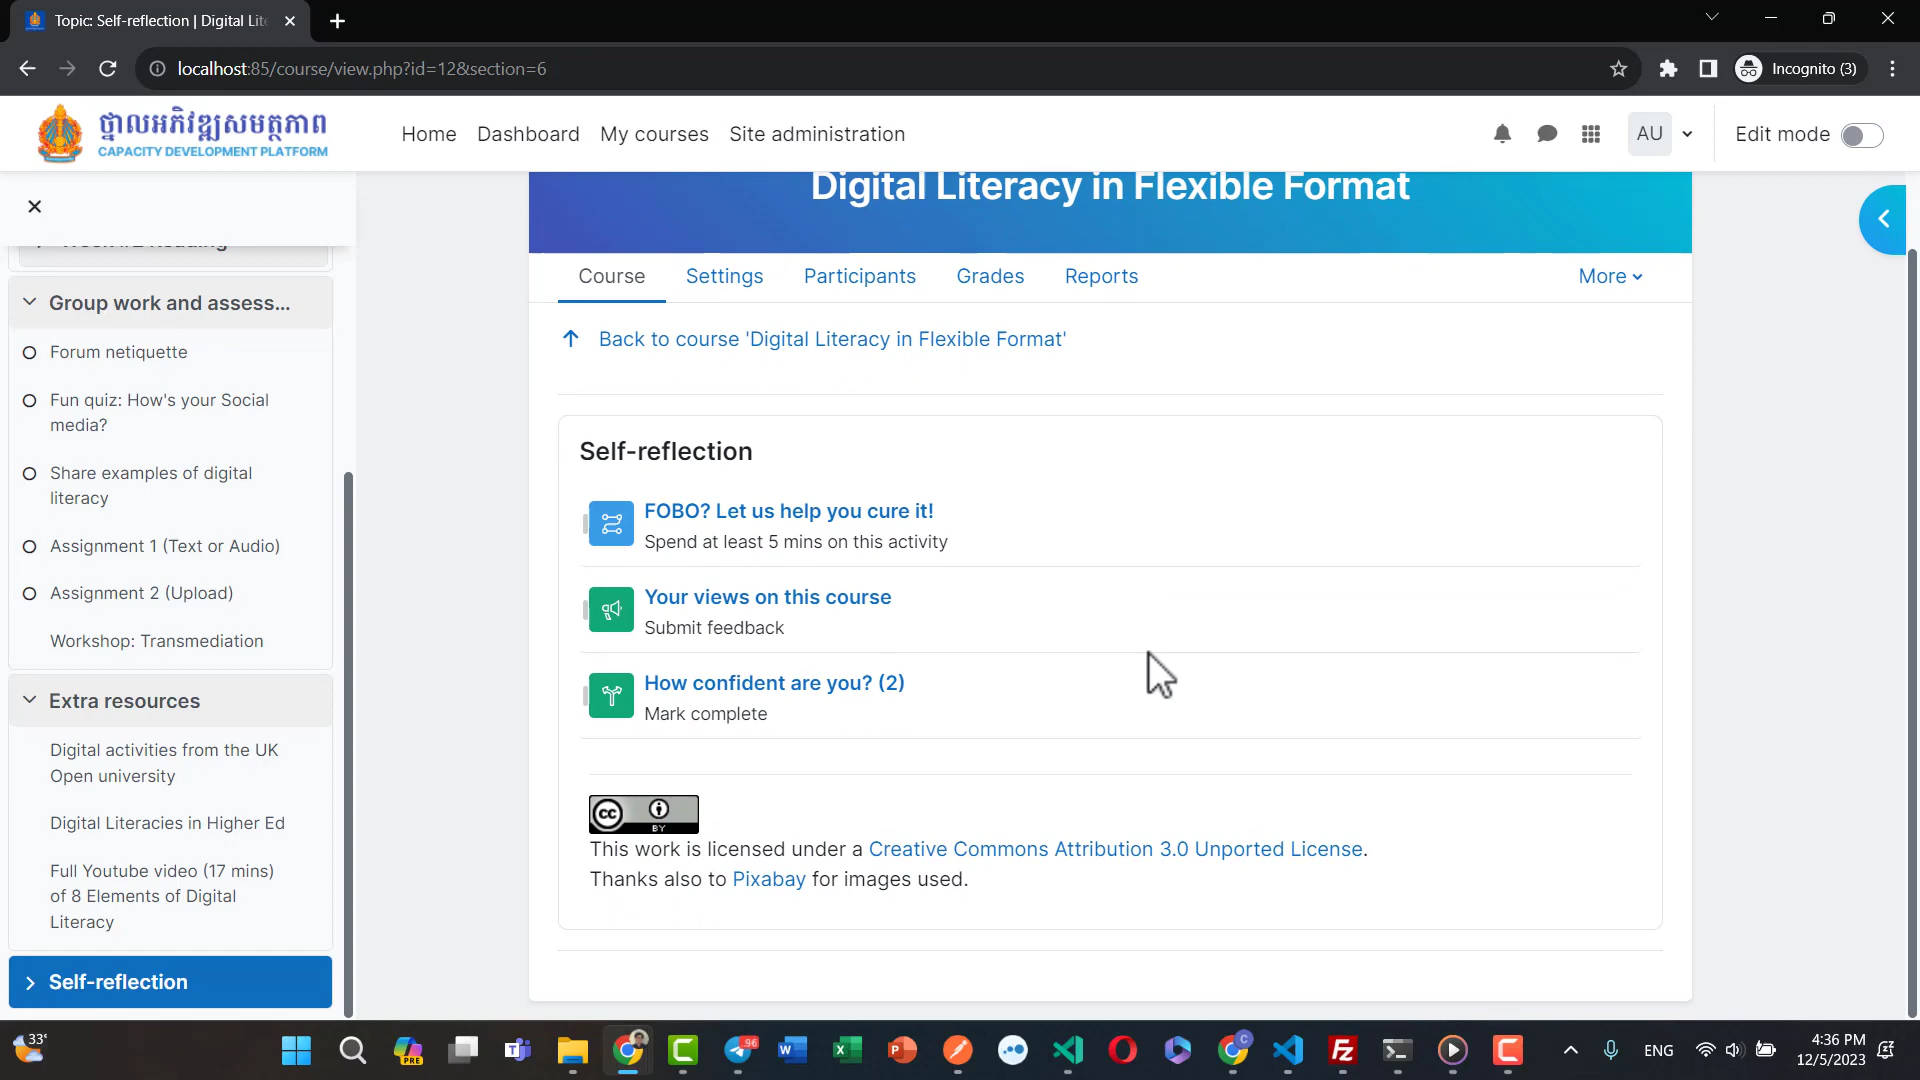 Topic: Self-reflection | Digital Lite
localhost:85/course/view.php?id=12&section=6
Incognito (3)
ថ្នាលអភិវឌ្ឍសមត្ថភាព
CAPACITY DEVELOPMENT PLATFORM
Home Dashboard My courses Site administration
AU
Edit mode
Digital Literacy in Flexible Format
Group work and assess...
Forum netiquette
Fun quiz: How's your Social
media?
Share examples of digital
literacy
Assignment 1 (Text or Audio)
Assignment 2 (Upload)
Workshop: Transmediation
Extra resources
Digital activities from the UK
Open university
Digital Literacies in Higher Ed
Full Youtube video (17 mins)
of 8 Elements of Digital
Literacy
Self-reflection
Course Settings Participants Grades Reports More
Back to course 'Digital Literacy in Flexible Format'
Self-reflection
FOBO? Let us help you cure it!
Spend at least 5 mins on this activity
Your views on this course
Submit feedback
How confident are you? (2)
Mark complete
cc
BY
This work is licensed under a Creative Commons Attribution 3.0 Unported License.
Thanks also to Pixabay for images used.
33°
PRE
96
C
ENG
4:36 PM
12/5/2023